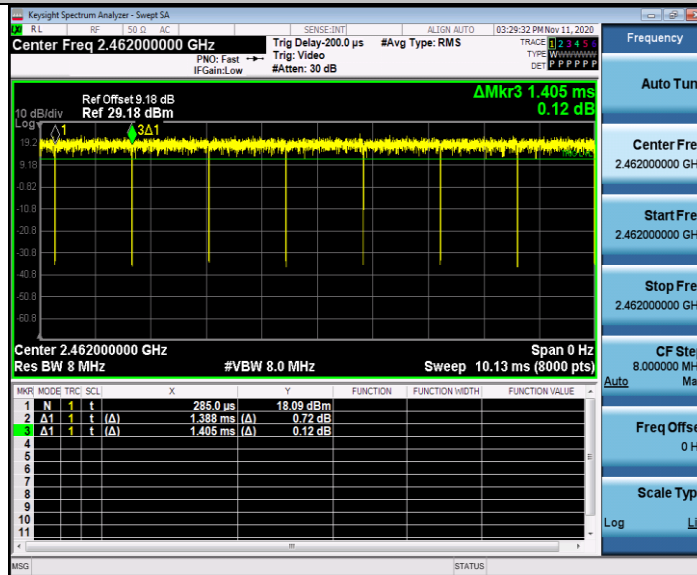 Keysight Spectrum Analyzer - Swept SA
RL RF 50 Ω AC SENSE:INT ALIGN AUTO 03:29:32 PM Nov 11, 2020
Center Freq 2.462000000 GHz
PNO: Fast
IFGain:Low
Trig Delay-200.0 µs
Trig: Video
#Atten: 30 dB
#Avg Type: RMS
TRACE 1 2 3 4 5 6
TYPE W
DET P P P P P P
Ref Offset 9.18 dB
10 dB/div Ref 29.18 dBm
Log
ΔMkr3 1.405 ms
0.12 dB
1
3Δ1
19.2
9.18
-0.82
-10.8
-20.8
-30.8
-40.8
-50.8
-60.8
Center 2.462000000 GHz Span 0 Hz
Res BW 8 MHz #VBW 8.0 MHz Sweep 10.13 ms (8000 pts)
MKR MODE TRC SCL X Y FUNCTION FUNCTION WIDTH FUNCTION VALUE
1 N 1 t 285.0 µs 18.09 dBm
2 Δ1 1 t (Δ) 1.388 ms (Δ) 0.72 dB
3 Δ1 1 t (Δ) 1.405 ms (Δ) 0.12 dB
4
5
6
7
8
9
10
11
MSG STATUS
Frequency
Auto Tun
Center Fre
2.462000000 GH
Start Fre
2.462000000 GH
Stop Fre
2.462000000 GH
CF Ste
8.000000 MH
Auto Ma
Freq Offse
0 H
Scale Typ
Log Li